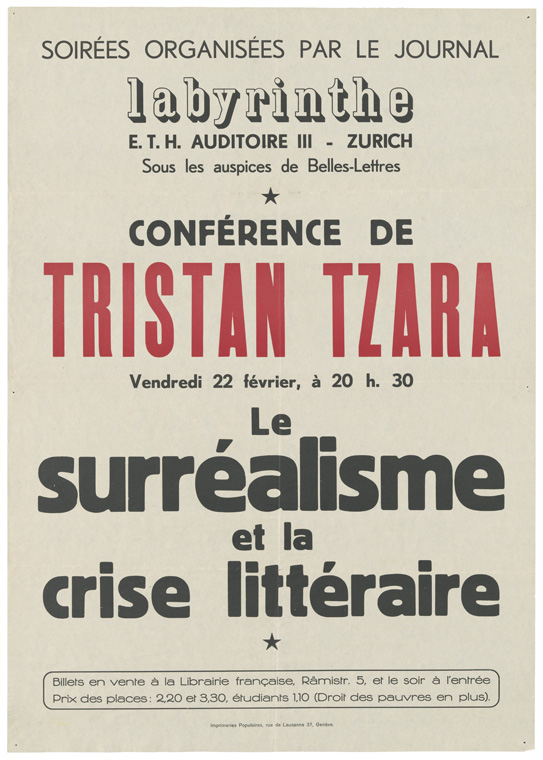 SOIRÉES ORGANISÉES PAR LE JOURNAL
labyrinthe
E. T. H. AUDITOIRE III - ZURICH
Sous les auspices de Belles-Lettres
CONFÉRENCE DE
TRISTAN TZARA
Vendredi 22 février, à 20 h. 30
Le
surréalisme
et la
crise littéraire
Billets en vente à la Librairie française, Rämistr. 5, et le soir à l'entrée
Prix des places: 2,20 et 3,30, étudiants 1,10 (Droit des pauvres en plus).
Imprimeries Populaires, rue de Lausanne 27, Genève.